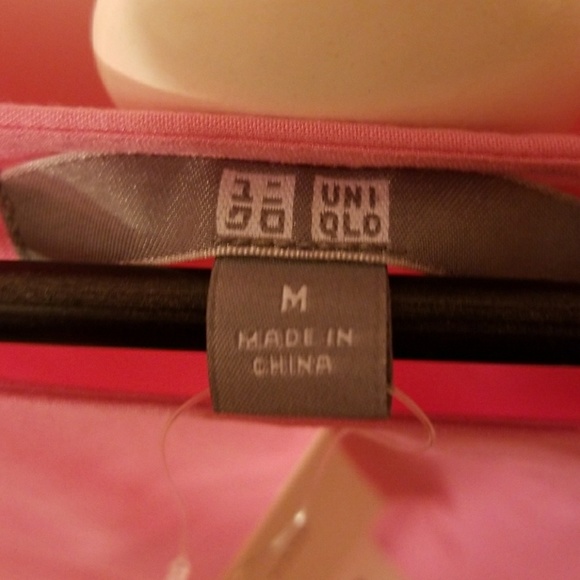 ユニ UNI
クロ QLO
M
MADE IN
CHINA